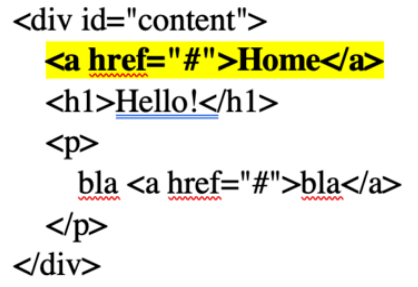 <div id="content">
<a href="#">Home</a>
<h1>Hello!</h1>
<p>
bla <a href="#">bla</a>
</p>
</div>